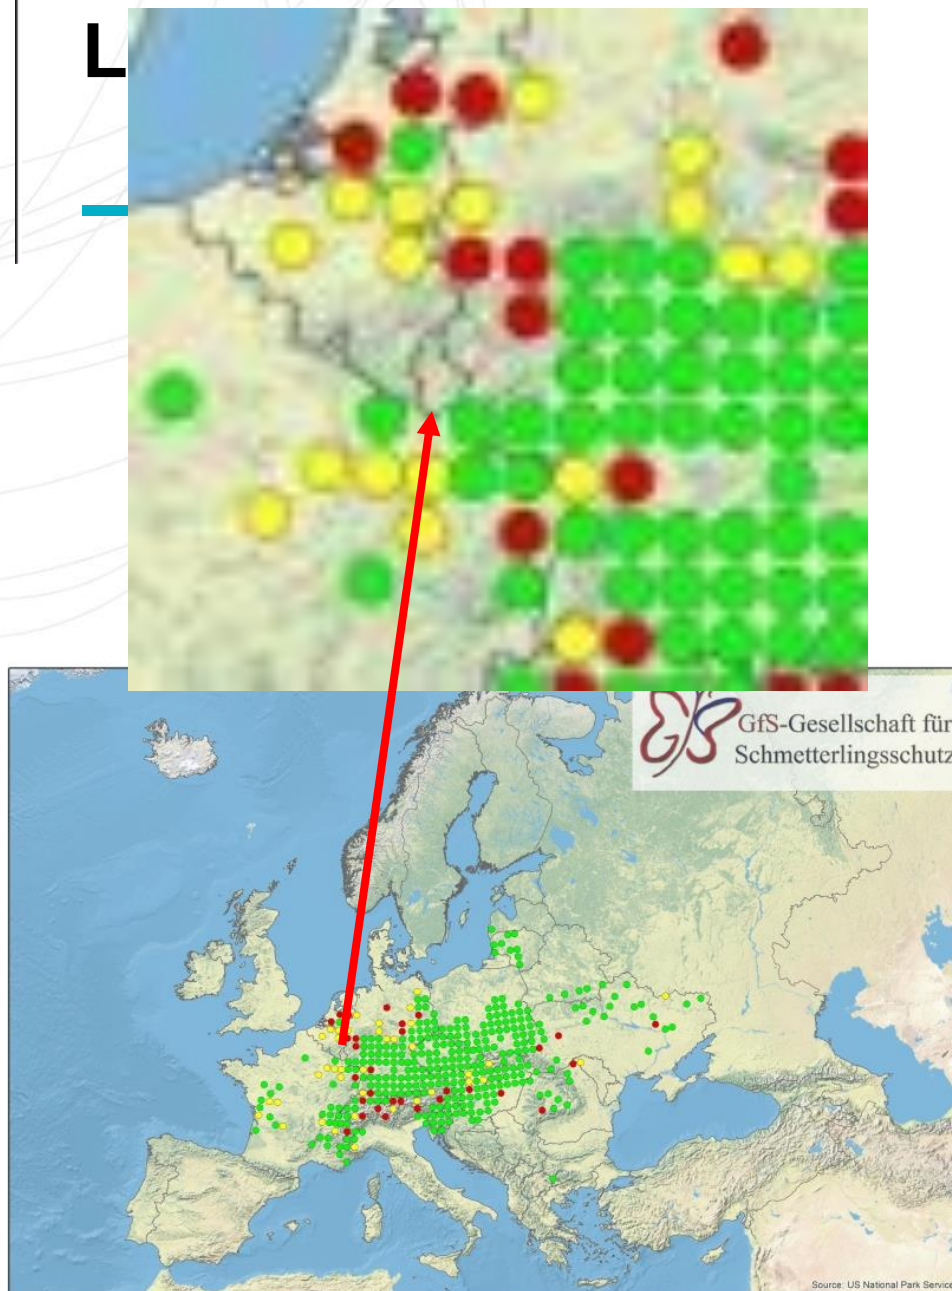 L
GfS-Gesellschaft für
Schmetterlingsschutz
Source: US National Park Service